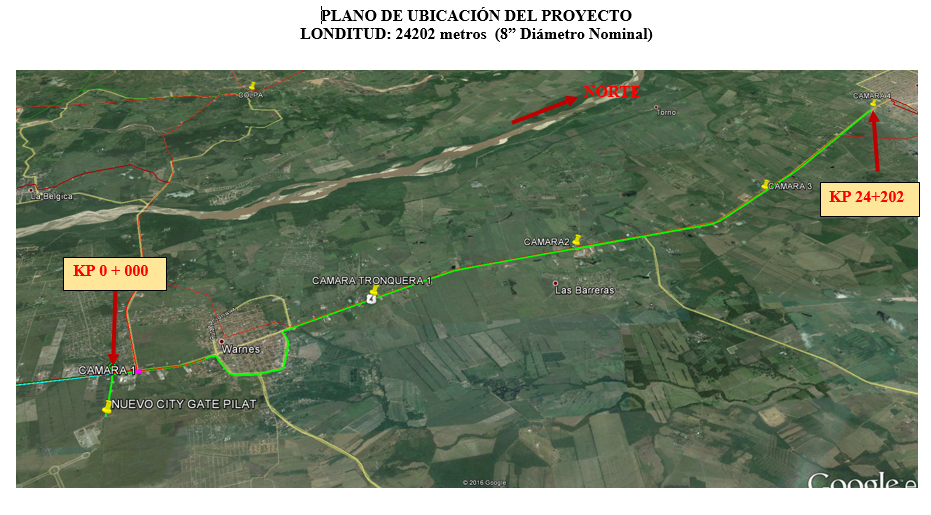 PLANO DE UBICACIÓN DEL PROYECTO
LONDITUD: 24202 metros (8” Diámetro Nominal)
NORTE
COLPA
CAMARA 4
Torno
La Belgica
CAMARA 3
KP 24+202
CAMARA2
KP 0 + 000
CAMARA TRONQUERA 1
Las Barreras
Warnes
CAMARA 1
NUEVO CITY GATE PILAT
© 2016 Google
Google e